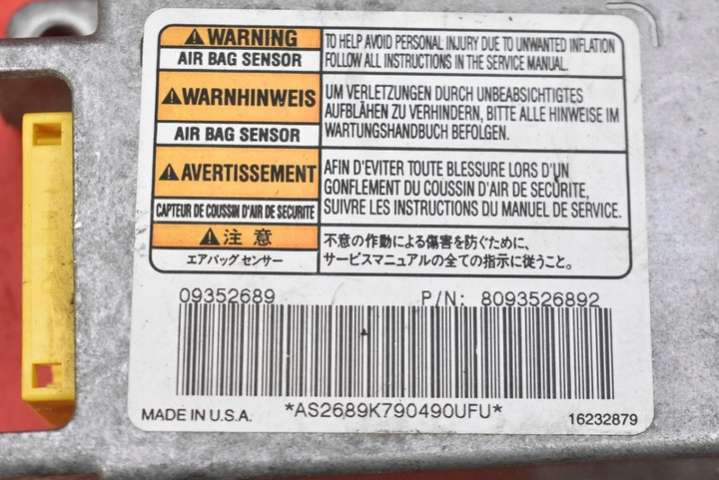 WARNING
AIR BAG SENSOR
TO HELP AVOID PERSONAL INJURY DUE TO UNWANTED INFLATION
FOLLOW ALL INSTRUCTIONS IN THE SERVICE MANUAL.
WARNHINWEIS
AIR BAG SENSOR
UM VERLETZUNGEN DURCH UNBEABSICHTIGTES
AUFBLÄHEN ZU VERHINDERN, BITTE ALLE HINWEISE IM
WARTUNGSHANDBUCH BEFOLGEN.
AVERTISSEMENT
CAPTEUR DE COUSSIN D'AIR DE SECURITE
AFIN D'EVITER TOUTE BLESSURE LORS D'UN
GONFLEMENT DU COUSSIN D'AIR DE SECURITE,
SUIVRE LES INSTRUCTIONS DU MANUEL DE SERVICE.
注意
エアバッグ センサー
不意の作動による傷害を防ぐために、
サービスマニュアルの全ての指示に従うこと。
09352689 P/N: 8093526892
MADE IN U.S.A. *AS2689K790490UFU* 16232879